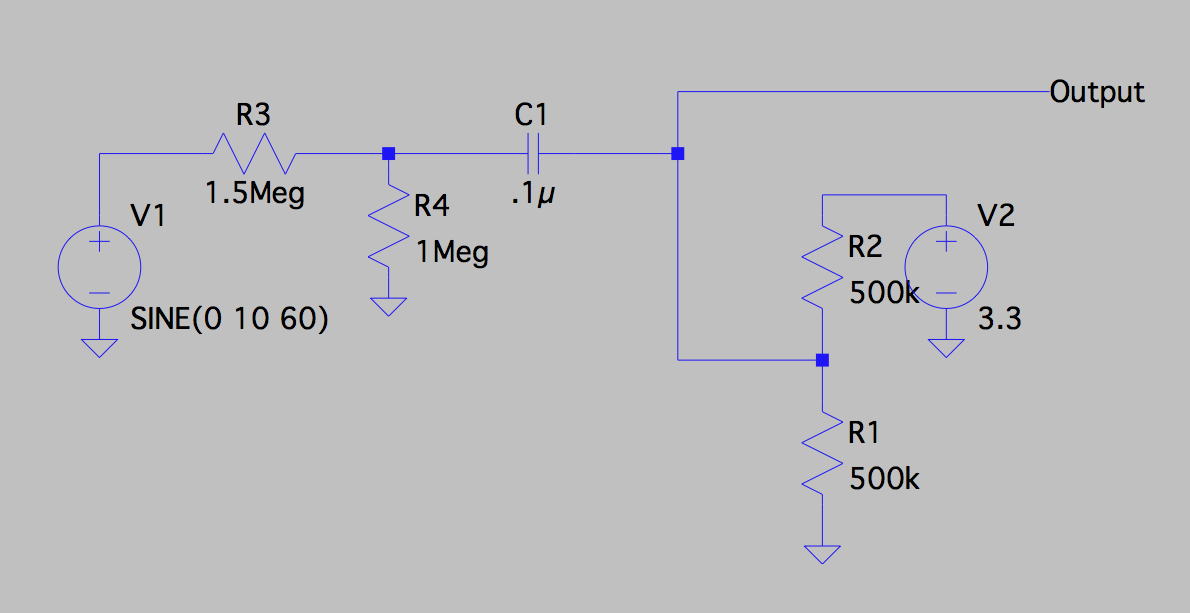 Output
R3
C1
1.5Meg
.1µ
V1
R4
1Meg
SINE(0 10 60)
V2
R2
500k
3.3
R1
500k